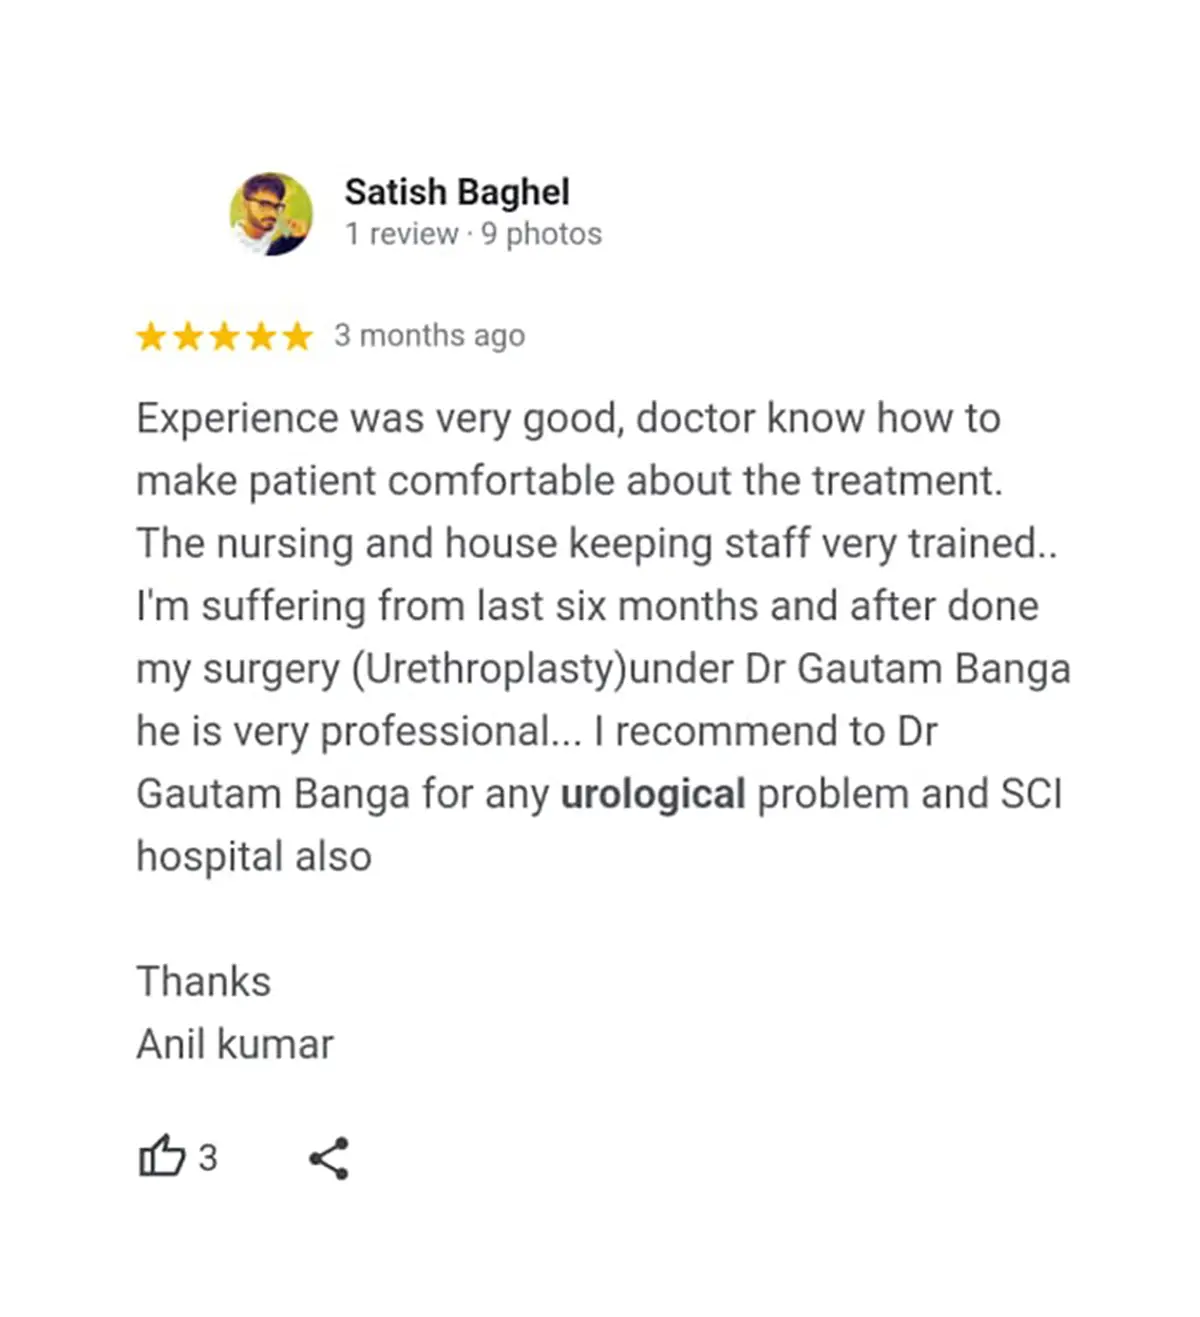 Satish Baghel
1 review · 9 photos
3 months ago
Experience was very good, doctor know how to
make patient comfortable about the treatment.
The nursing and house keeping staff very trained..
I'm suffering from last six months and after done
my surgery (Urethroplasty)under Dr Gautam Banga
he is very professional... I recommend to Dr
Gautam Banga for any urological problem and SCI
hospital also
Thanks
Anil kumar
3